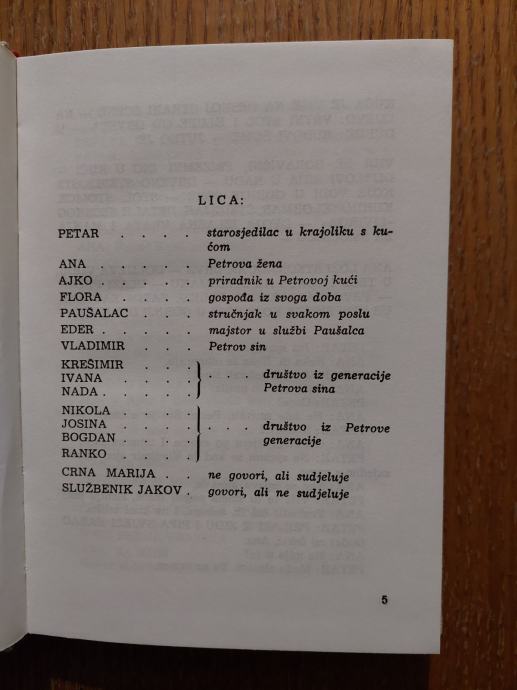 LICA:
PETAR . . . . starosjedilac u krajoliku s ku-
ćom
ANA . . . . . Petrova žena
AJKO . . . . . priradnik u Petrovoj kući
FLORA . . . . gospođa iz svoga doba
PAUŠALAC . . . stručnjak u svakom poslu
EDER . . . . . majstor u službi Paušalca
VLADIMIR . . . Petrov sin
KREŠIMIR . . .
IVANA . . . . } . . . društvo iz generacije
NADA . . . . . Petrova sina
NIKOLA . . . .
JOSINA . . . . } . . . društvo iz Petrove
BOGDAN . . . . generacije
RANKO . . . .
CRNA MARIJA . . ne govori, ali sudjeluje
SLUŽBENIK JAKOV . govori, ali ne sudjeluje
5